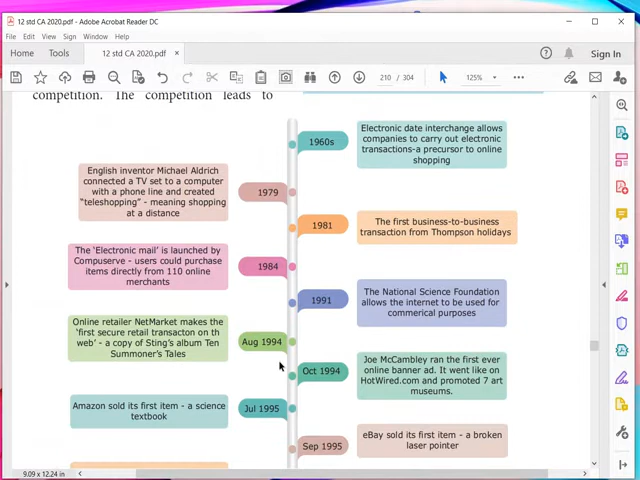 12 std CA 2020.pdf - Adobe Acrobat Reader DC
File Edit View Sign Window Help
Home Tools 12 std CA 2020.pdf × Sign In
210 / 304 125%
competition. The competition leads to
1960s
Electronic date interchange allows
companies to carry out electronic
transactions-a precursor to online
shopping
English inventor Michael Aldrich
connected a TV set to a computer
with a phone line and created
“teleshopping” - meaning shopping
at a distance
1979
1981
The first business-to-business
transaction from Thompson holidays
The ‘Electronic mail’ is launched by
Compuserve - users could purchase
items directly from 110 online
merchants
1984
1991
The National Science Foundation
allows the internet to be used for
commerical purposes
Online retailer NetMarket makes the
‘first secure retail transacton on th
web’ - a copy of Sting’s album Ten
Summoner’s Tales
Aug 1994
Oct 1994
Joe McCambley ran the first ever
online banner ad. It went like on
HotWired.com and promoted 7 art
museums.
Amazon sold its first item - a science
textbook
Jul 1995
Sep 1995
eBay sold its first item - a broken
laser pointer
9.09 x 12.24 in